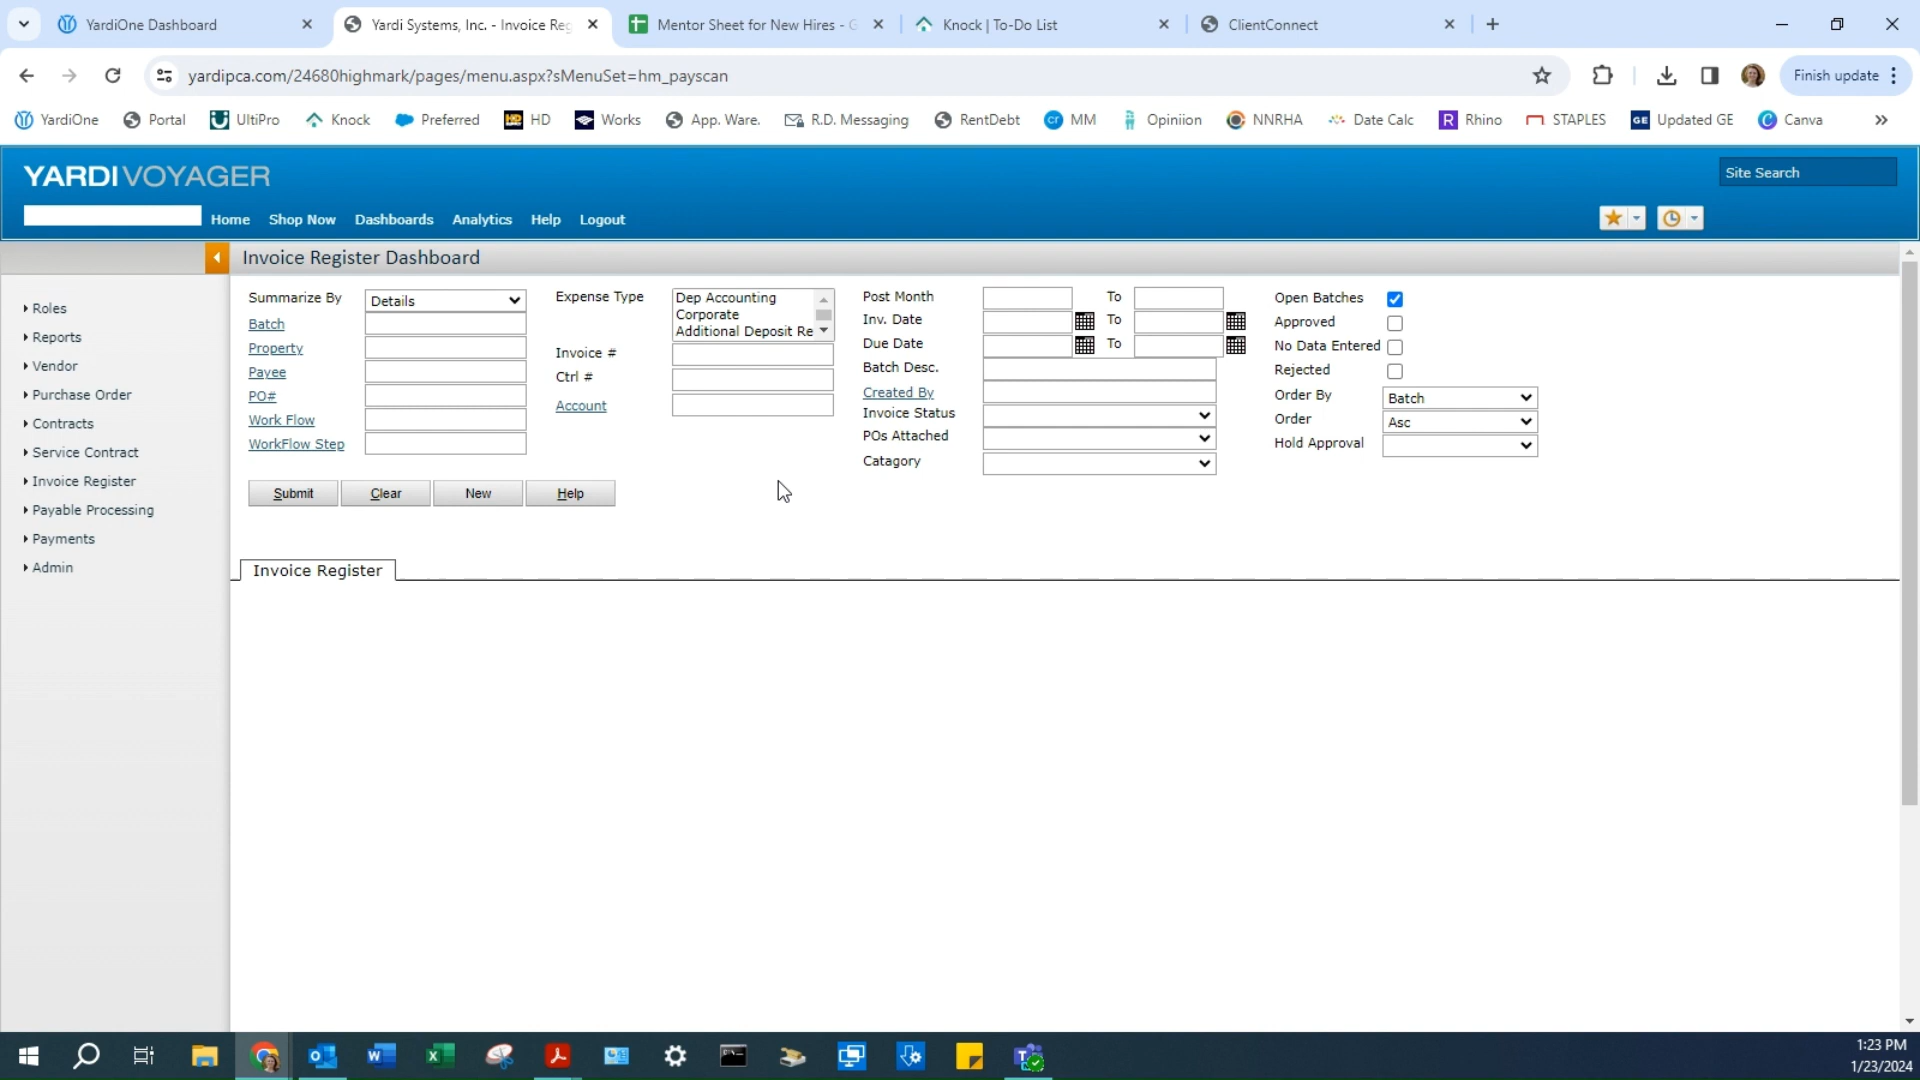 YardiOne Dashboard
Yardi Systems, Inc. - Invoice Reg
Mentor Sheet for New Hires - G
Knock | To-Do List
ClientConnect
yardipca.com/24680highmark/pages/menu.aspx?sMenuSet=hm_payscan
Finish update
YardiOne
Portal
UltiPro
Knock
Preferred
HD
Works
App. Ware.
R.D. Messaging
RentDebt
MM
Opiniion
NNRHA
Date Calc
Rhino
STAPLES
Updated GE
Canva
YARDI VOYAGER
Site Search
Home Shop Now Dashboards Analytics Help Logout
Invoice Register Dashboard
Roles
Reports
Vendor
Purchase Order
Contracts
Service Contract
Invoice Register
Payable Processing
Payments
Admin
Summarize By Details
Batch
Property
Payee
PO#
Work Flow
WorkFlow Step
Expense Type
Dep Accounting
Corporate
Additional Deposit Re
Invoice #
Ctrl #
Account
Post Month To
Inv. Date To
Due Date To
Batch Desc.
Created By
Invoice Status
POs Attached
Catagory
Open Batches
Approved
No Data Entered
Rejected
Order By Batch
Order Asc
Hold Approval
Submit Clear New Help
Invoice Register
1:23 PM
1/23/2024